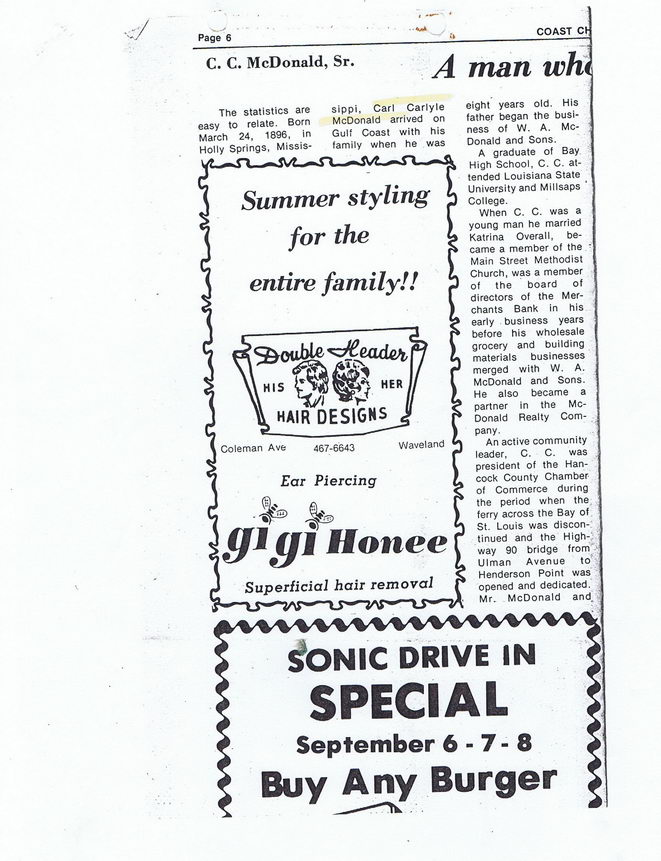 Page 6
COAST CH
C. C. McDonald, Sr.
A man who
The statistics are
easy to relate. Born
March 24, 1896, in
Holly Springs, Missis-
sippi, Carl Carlyle
McDonald arrived on
Gulf Coast with his
family when he was
eight years old. His
father began the busi-
ness of W. A. Mc-
Donald and Sons.
A graduate of Bay
High School, C. C. at-
tended Louisiana State
University and Millsaps
College.
When C. C. was a
young man he married
Katrina Overall, be-
came a member of the
Main Street Methodist
Church, was a member
of the board of
directors of the Mer-
chants Bank in his
early business years
before his wholesale
grocery and building
materials businesses
merged with W. A.
McDonald and Sons.
He also became a
partner in the Mc-
Donald Realty Com-
pany.
An active community
leader, C. C. was
president of the Han-
cock County Chamber
of Commerce during
the period when the
ferry across the Bay of
St. Louis was discon-
tinued and the High-
way 90 bridge from
Ulman Avenue to
Henderson Point was
opened and dedicated.
Mr. McDonald and
Summer styling
for the
entire family!!
Double Header
HIS HER
HAIR DESIGNS
Coleman Ave 467-6643 Waveland
Ear Piercing
gigi Honee
Superficial hair removal
SONIC DRIVE IN
SPECIAL
September 6 - 7 - 8
Buy Any Burger